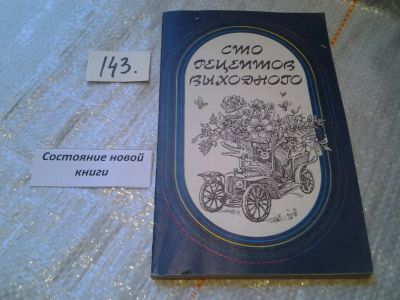 143.
Состояние новой
книги
СТО
РЕЦЕПТОВ
ВЫХОДНОГО